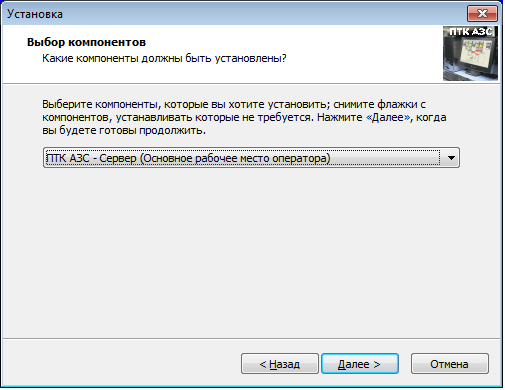 Установка
Выбор компонентов
Какие компоненты должны быть установлены?
ПТК АЗС
Выберите компоненты, которые вы хотите установить; снимите флажки с
компонентов, устанавливать которые не требуется. Нажмите «Далее», когда
вы будете готовы продолжить.
ПТК АЗС - Сервер (Основное рабочее место оператора)
< Назад
Далее >
Отмена